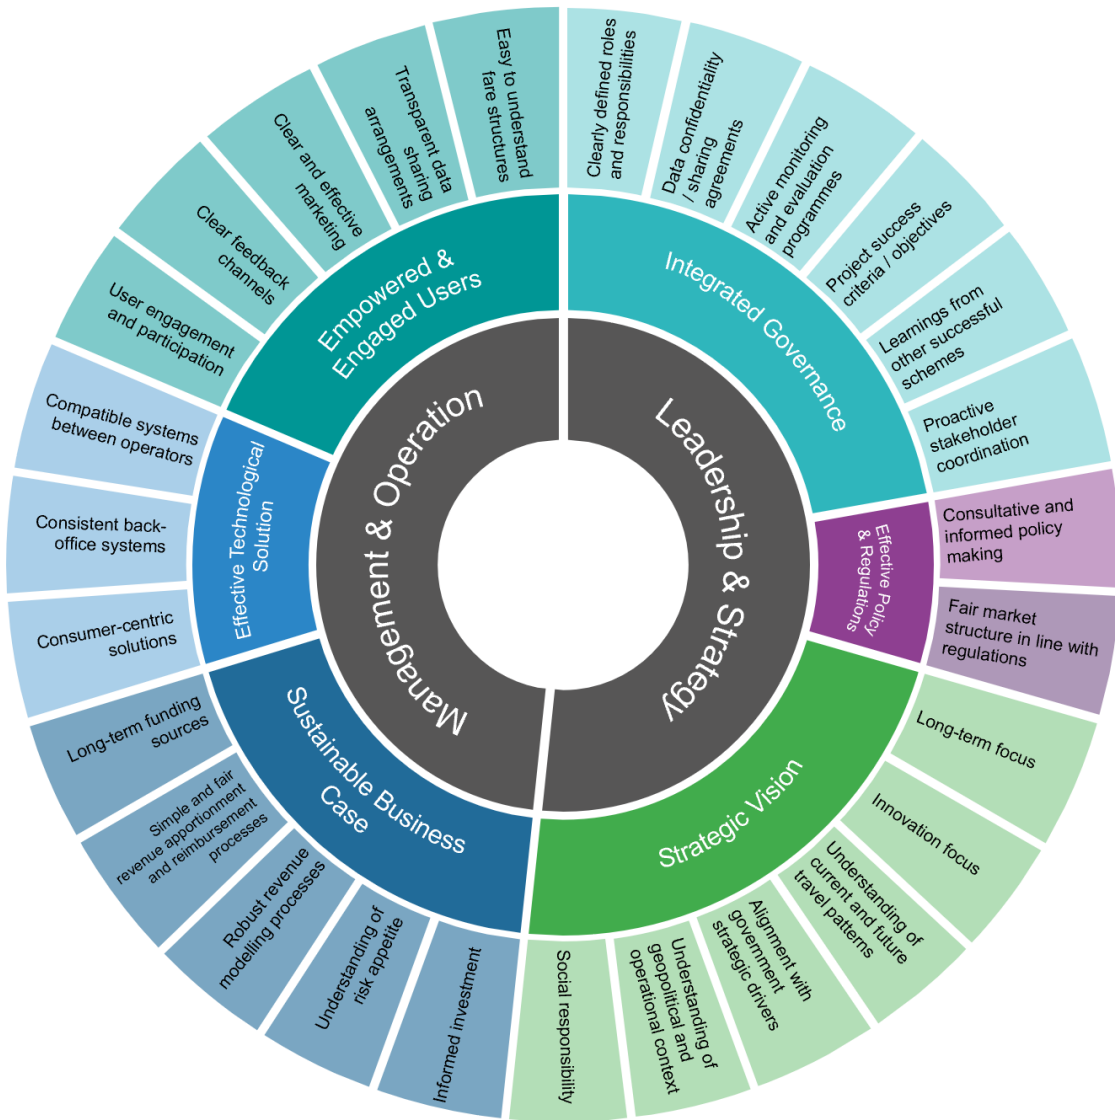 Leadership & Strategy
Management & Operation
Integrated Governance
Clearly defined roles
and responsibilities
Data confidentiality
/ sharing
agreements
Active monitoring
and evaluation
programmes
Project success
criteria / objectives
Learnings from
other successful
schemes
Proactive
stakeholder
coordination
Effective Policy
& Regulations
Consultative and
informed policy
making
Fair market
structure in line with
regulations
Strategic Vision
Long-term focus
Innovation focus
Understanding of
current and future
travel patterns
Alignment with
government
strategic drivers
Understanding of
geopolitical and
operational context
Social responsibility
Sustainable Business
Case
Informed investment
Understanding of
risk appetite
Robust revenue
modelling processes
Simple and fair
revenue apportionment
and reimbursement
processes
Long-term funding
sources
Effective Technological
Solution
Consumer-centric
solutions
Consistent back-
office systems
Compatible systems
between operators
Empowered &
Engaged Users
User engagement
and participation
Clear feedback
channels
Clear and effective
marketing
Transparent data
sharing
arrangements
Easy to understand
fare structures